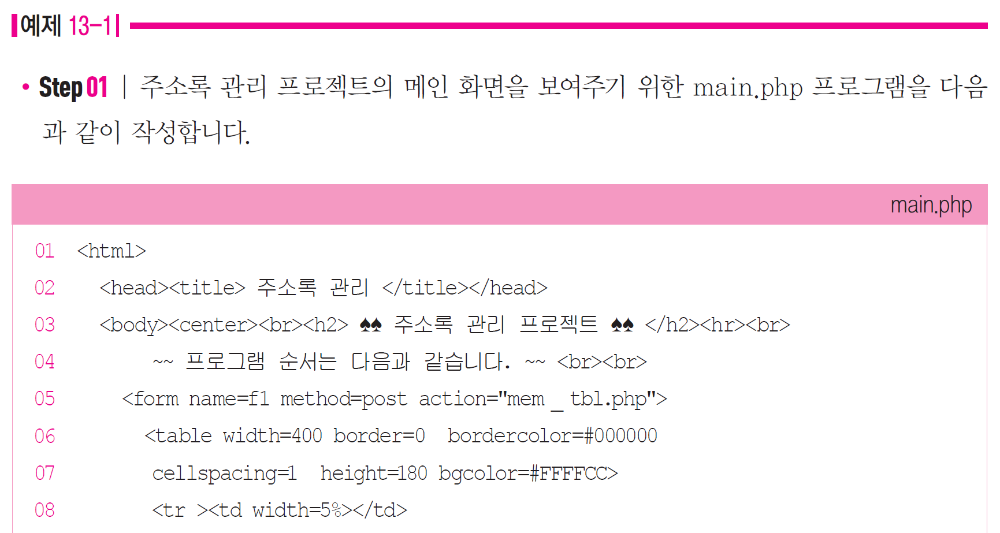 예제 13-1
• Step 01 | 주소록 관리 프로젝트의 메인 화면을 보여주기 위한 main.php 프로그램을 다음
과 같이 작성합니다.
main.php
01 <html>
02 <head><title> 주소록 관리 </title></head>
03 <body><center><br><h2> ♠♠ 주소록 관리 프로젝트 ♠♠ </h2><hr><br>
04 ~~ 프로그램 순서는 다음과 같습니다. ~~ <br><br>
05 <form name=f1 method=post action="mem _ tbl.php">
06 <table width=400 border=0 bordercolor=#000000
07 cellspacing=1 height=180 bgcolor=#FFFFCC>
08 <tr ><td width=5%></td>